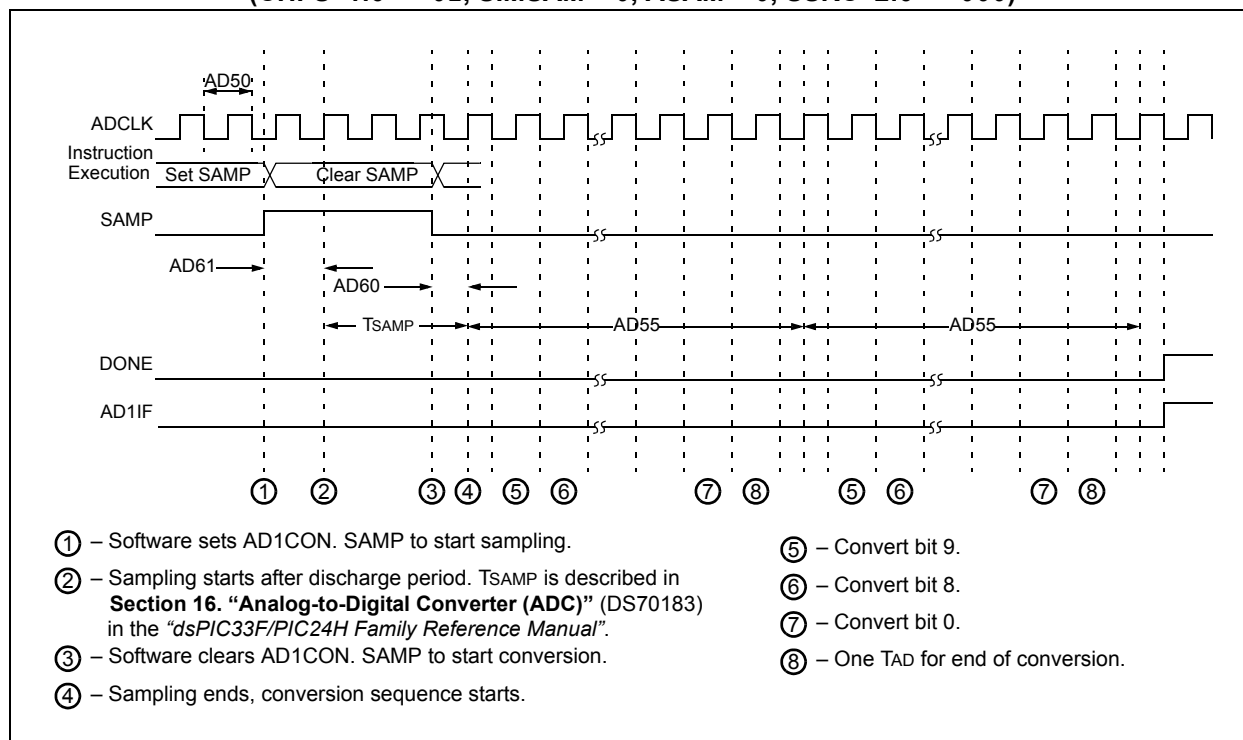 AD50
ADCLK
Instruction
Execution Set SAMP Clear SAMP
SAMP
AD61
AD60
TSAMP AD55 AD55
DONE
AD1IF
1 2 3 4 5 6 7 8 5 6 7 8
1 – Software sets AD1CON. SAMP to start sampling.
2 – Sampling starts after discharge period. TSAMP is described in
Section 16. “Analog-to-Digital Converter (ADC)” (DS70183)
in the “dsPIC33F/PIC24H Family Reference Manual”.
3 – Software clears AD1CON. SAMP to start conversion.
4 – Sampling ends, conversion sequence starts.
5 – Convert bit 9.
6 – Convert bit 8.
7 – Convert bit 0.
8 – One TAD for end of conversion.